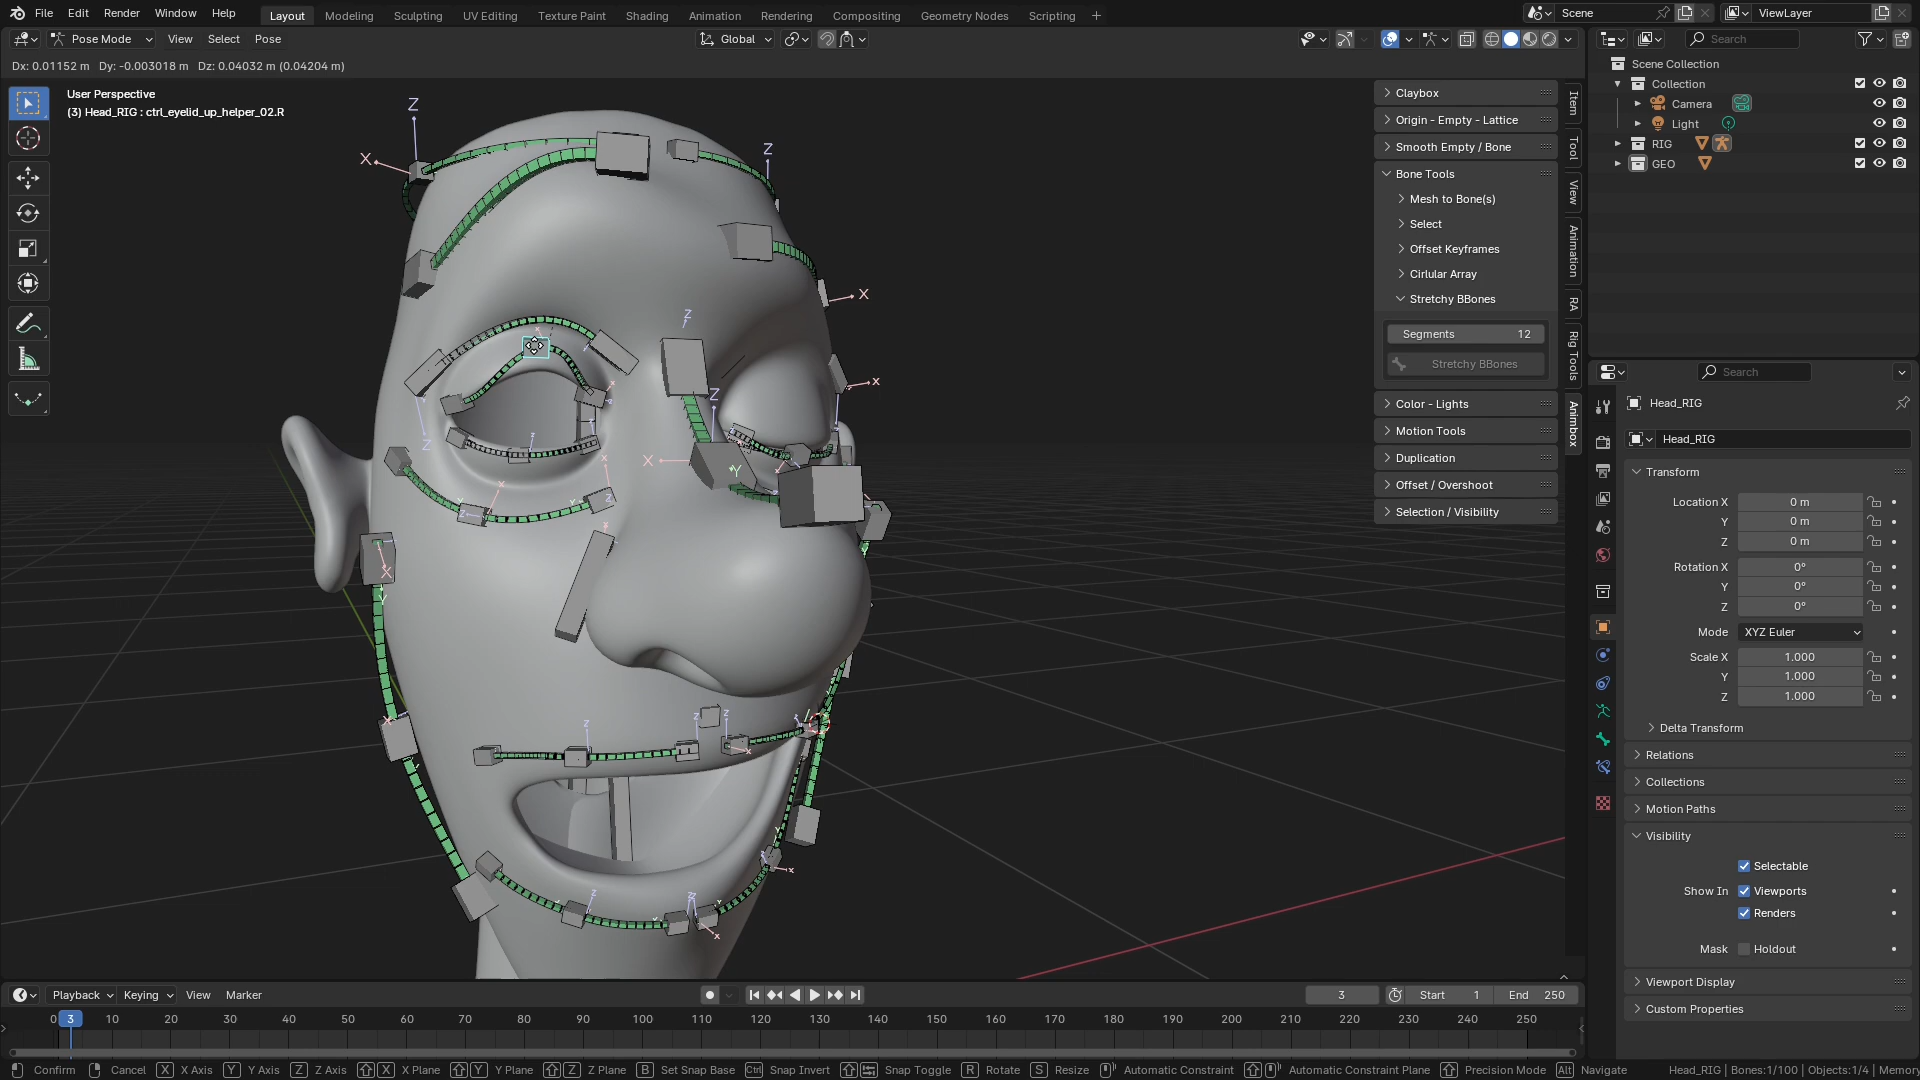 File Edit Render Window Help Layout Modeling Sculpting UV Editing Texture Paint Shading Animation Rendering Compositing Geometry Nodes Scripting + Scene ViewLayer
Pose Mode View Select Pose Global Search
Dx: 0.01152 m Dy: -0.003018 m Dz: 0.04032 m (0.04204 m)
User Perspective
(3) Head_RIG : ctrl_eyelid_up_helper_02.R
Claybox
Origin - Empty - Lattice
Smooth Empty / Bone
Bone Tools
Mesh to Bone(s)
Select
Offset Keyframes
Cirlular Array
Stretchy BBones
Segments 12
Stretchy BBones
Color - Lights
Motion Tools
Duplication
Offset / Overshoot
Selection / Visibility
Item
Tool
View
Animation
RA
Rig Tools
Animbox
Scene Collection
Collection
Camera
Light
RIG
GEO
Search
Head_RIG
Head_RIG
Transform
Location X 0 m
Y 0 m
Z 0 m
Rotation X 0°
Y 0°
Z 0°
Mode XYZ Euler
Scale X 1.000
Y 1.000
Z 1.000
Delta Transform
Relations
Collections
Motion Paths
Visibility
Selectable
Show In Viewports
Renders
Mask Holdout
Viewport Display
Custom Properties
Playback Keying View Marker 3 Start 1 End 250
0 3 10 20 30 40 50 60 70 80 90 100 110 120 130 140 150 160 170 180 190 200 210 220 230 240 250
Confirm Cancel X X Axis Y Y Axis Z Z Axis X X Plane Y Y Plane Z Z Plane B Set Snap Base Ctrl Snap Invert Snap Toggle R Rotate S Resize Automatic Constraint Automatic Constraint Plane Precision Mode Alt Navigate Head_RIG | Bones:1/100 | Objects:1/4 | Memory